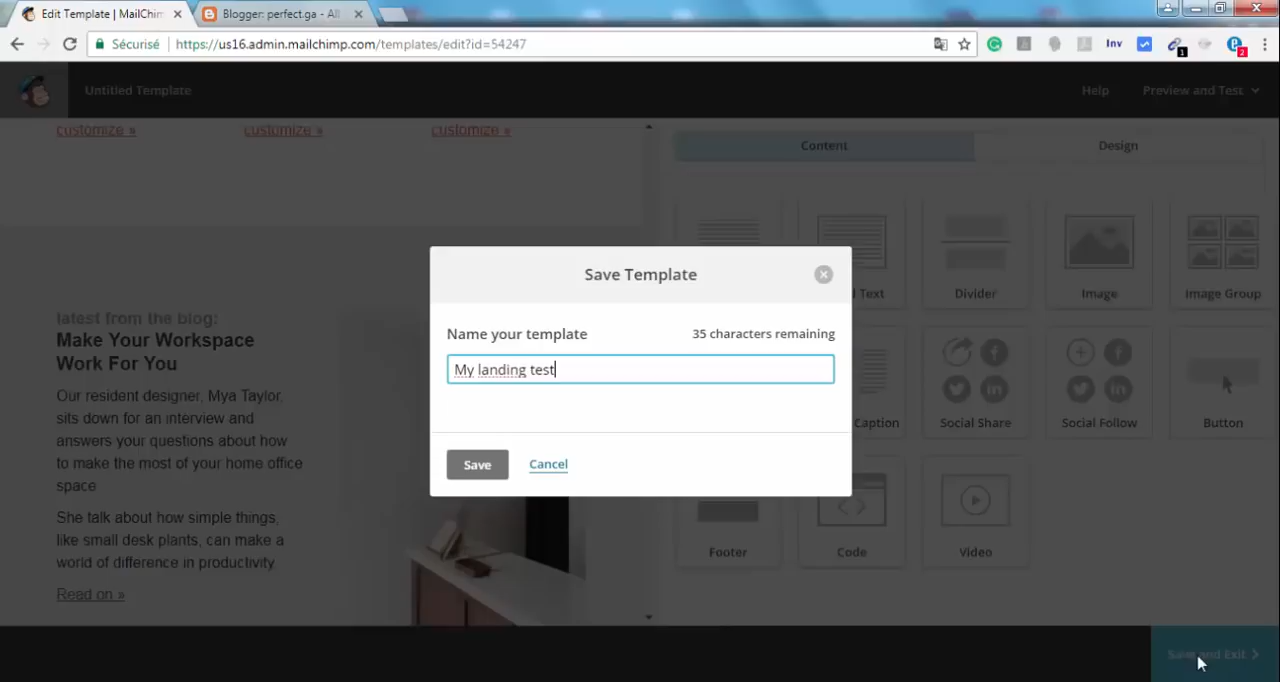 Edit Template | MailChim
Blogger: perfect.ga - All
Sécurisé
https://us16.admin.mailchimp.com/templates/edit?id=54247
Inv
1
2
Untitled Template
Help
Preview and Test
customize »
customize »
customize »
Content
Design
Save Template
Name your template
35 characters remaining
My landing test
Save
Cancel
latest from the blog:
Make Your Workspace
Work For You
Our resident designer, Mya Taylor,
sits down for an interview and
answers your questions about how
to make the most of your home office
space
She talk about how simple things,
like small desk plants, can make a
world of difference in productivity.
Read on »
Text
Divider
Image
Image Group
Caption
Social Share
Social Follow
Button
Footer
Code
Video
Save and Exit